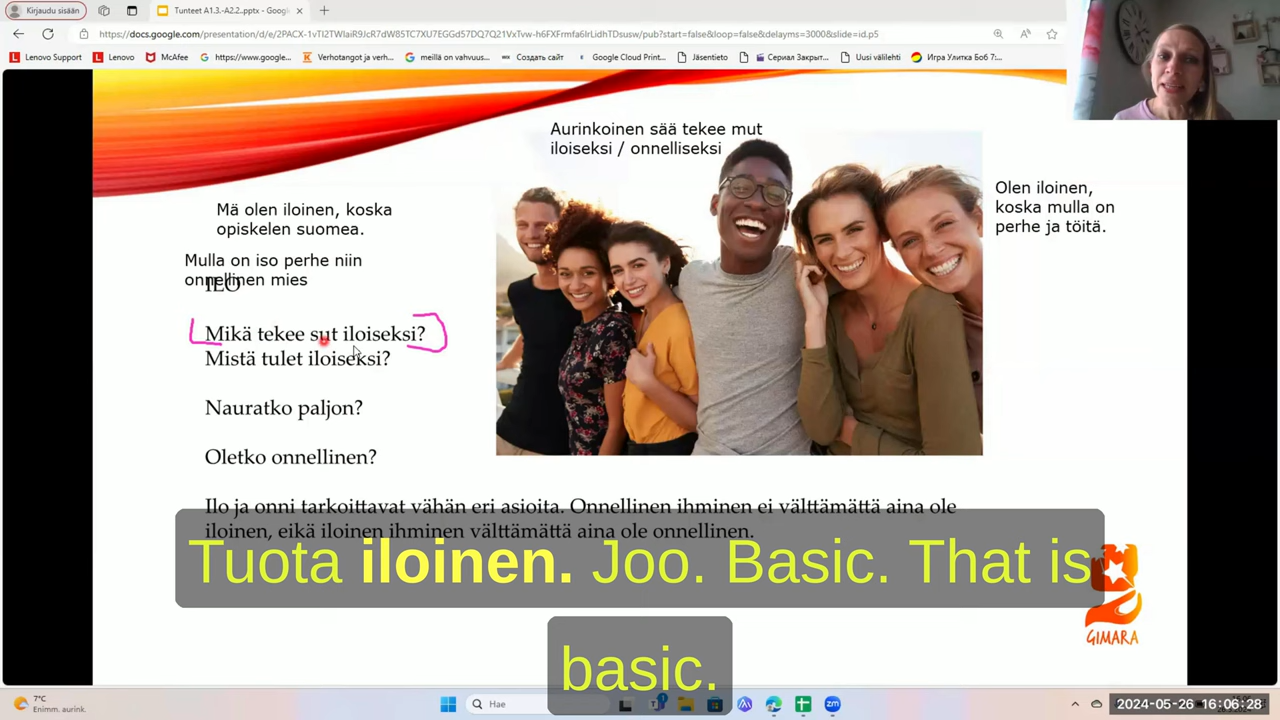 Kirjaudu sisään
Tunteet A1.3.-A2.2..pptx - Googl
https://docs.google.com/presentation/d/e/2PACX-1vTI2TWlaiR9JcR7dW85TC7XU7EGGd57DQ7Q21VxTvw-h6FXFrmfa6lrLidhTDsusw/pub?start=false&loop=false&delayms=3000&slide=id.p5
Lenovo Support
Lenovo
McAfee
https://www.google...
Verhotangot ja verh...
meillä on vahvuus...
Создать сайт
Google Cloud Print...
Jäsentieto
Сериал Закрыт...
Uusi välilehti
Игра Улитка Боб 7:...
Aurinkoinen sää tekee mut
iloiseksi / onnelliseksi
Olen iloinen,
koska mulla on
perhe ja töitä.
Mä olen iloinen, koska
opiskelen suomea.
Mulla on iso perhe niin
onnellinen mies
ILO
Mikä tekee sut iloiseksi?
Mistä tulet iloiseksi?
Nauratko paljon?
Oletko onnellinen?
Ilo ja onni tarkoittavat vähän eri asioita. Onnellinen ihminen ei välttämättä aina ole
iloinen, eikä iloinen ihminen välttämättä aina ole onnellinen.
Tuota iloinen. Joo. Basic. That is
basic.
GIMARA
7°C
Enimm. aurink.
Hae
2024-05-26 16:06:28